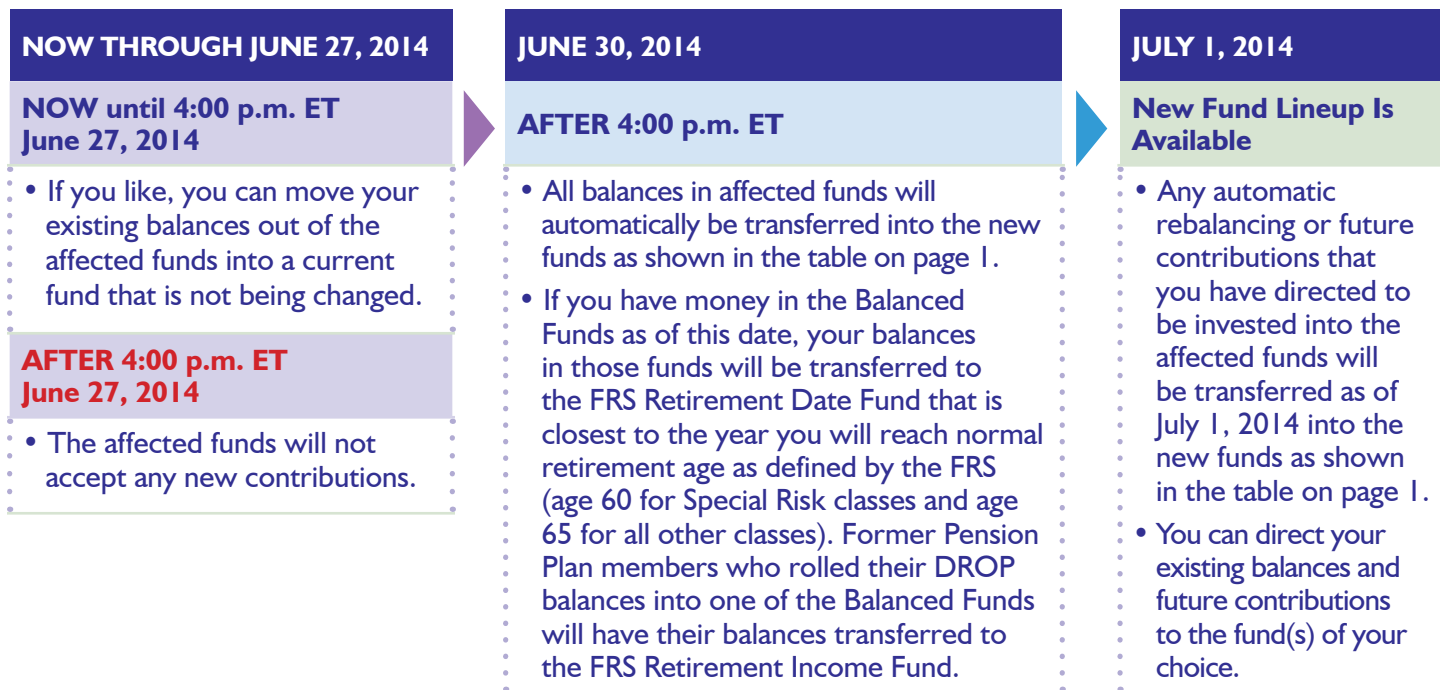 NOW THROUGH JUNE 27, 2014
NOW until 4:00 p.m. ET
June 27, 2014
• If you like, you can move your
existing balances out of the
affected funds into a current
fund that is not being changed.
AFTER 4:00 p.m. ET
June 27, 2014
• The affected funds will not
accept any new contributions.
JUNE 30, 2014
AFTER 4:00 p.m. ET
• All balances in affected funds will
automatically be transferred into the new
funds as shown in the table on page 1.
• If you have money in the Balanced
Funds as of this date, your balances
in those funds will be transferred to
the FRS Retirement Date Fund that is
closest to the year you will reach normal
retirement age as defined by the FRS
(age 60 for Special Risk classes and age
65 for all other classes). Former Pension
Plan members who rolled their DROP
balances into one of the Balanced Funds
will have their balances transferred to
the FRS Retirement Income Fund.
JULY 1, 2014
New Fund Lineup Is
Available
• Any automatic
rebalancing or future
contributions that
you have directed to
be invested into the
affected funds will
be transferred as of
July 1, 2014 into the
new funds as shown
in the table on page 1.
• You can direct your
existing balances and
future contributions
to the fund(s) of your
choice.